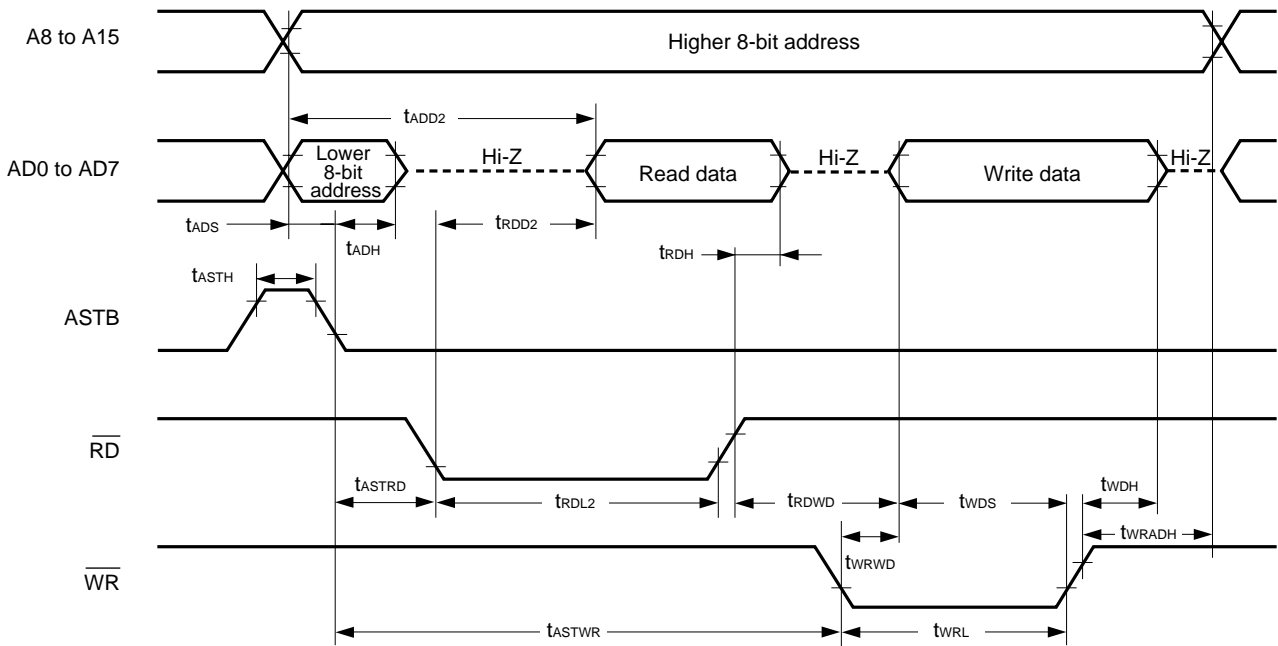 A8 to A15
Higher 8-bit address
tADD2
AD0 to AD7
Lower
8-bit
address
Hi-Z
Read data
Hi-Z
Write data
Hi-Z
tADS
tADH
tRDD2
tRDH
tASTH
ASTB
RD
tASTRD
tRDL2
tRDWD
tWDS
tWDH
tWRADH
tWRWD
WR
tASTWR
tWRL